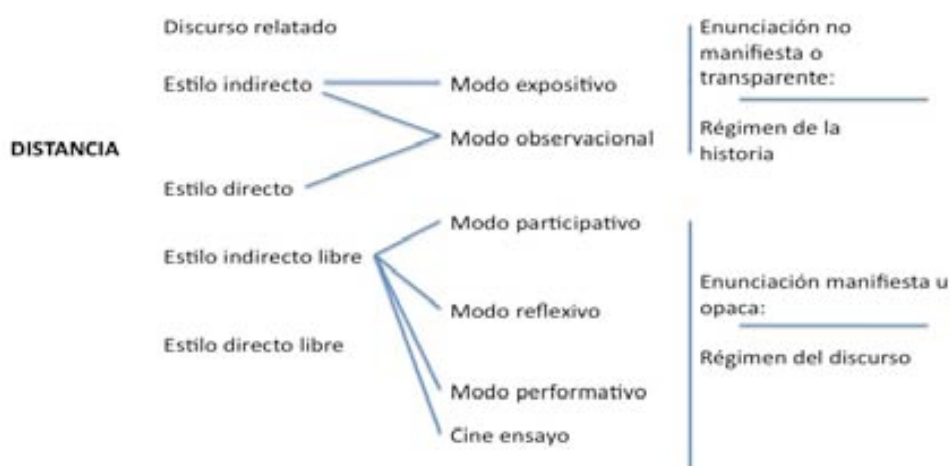 DISTANCIA
Discurso relatado
Estilo indirecto
Estilo directo
Estilo indirecto libre
Estilo directo libre
Modo expositivo
Modo observacional
Modo participativo
Modo reflexivo
Modo performativo
Cine ensayo
Enunciación no
manifiesta o
transparente:
Régimen de la
historia
Enunciación manifiesta u
opaca:
Régimen del discurso